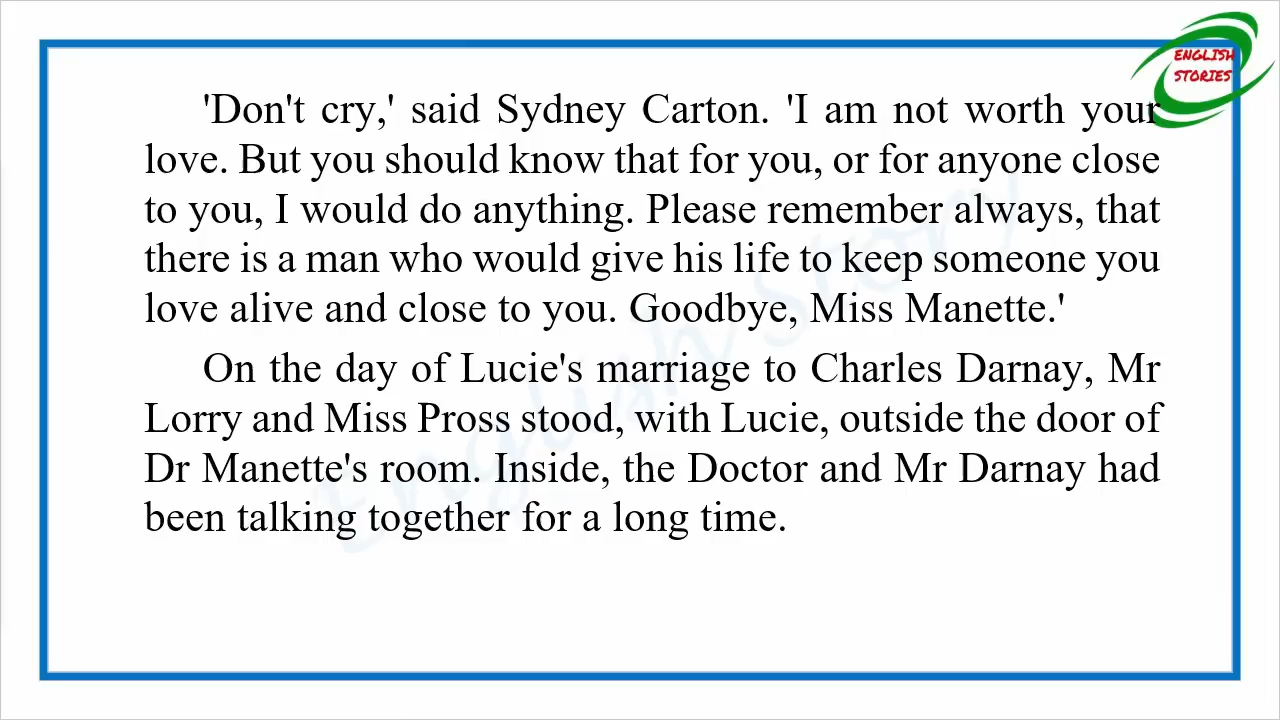 ENGLISH
STORIES
'Don't cry,' said Sydney Carton. 'I am not worth your
love. But you should know that for you, or for anyone close
to you, I would do anything. Please remember always, that
there is a man who would give his life to keep someone you
love alive and close to you. Goodbye, Miss Manette.'
On the day of Lucie's marriage to Charles Darnay, Mr
Lorry and Miss Pross stood, with Lucie, outside the door of
Dr Manette's room. Inside, the Doctor and Mr Darnay had
been talking together for a long time.
English Story